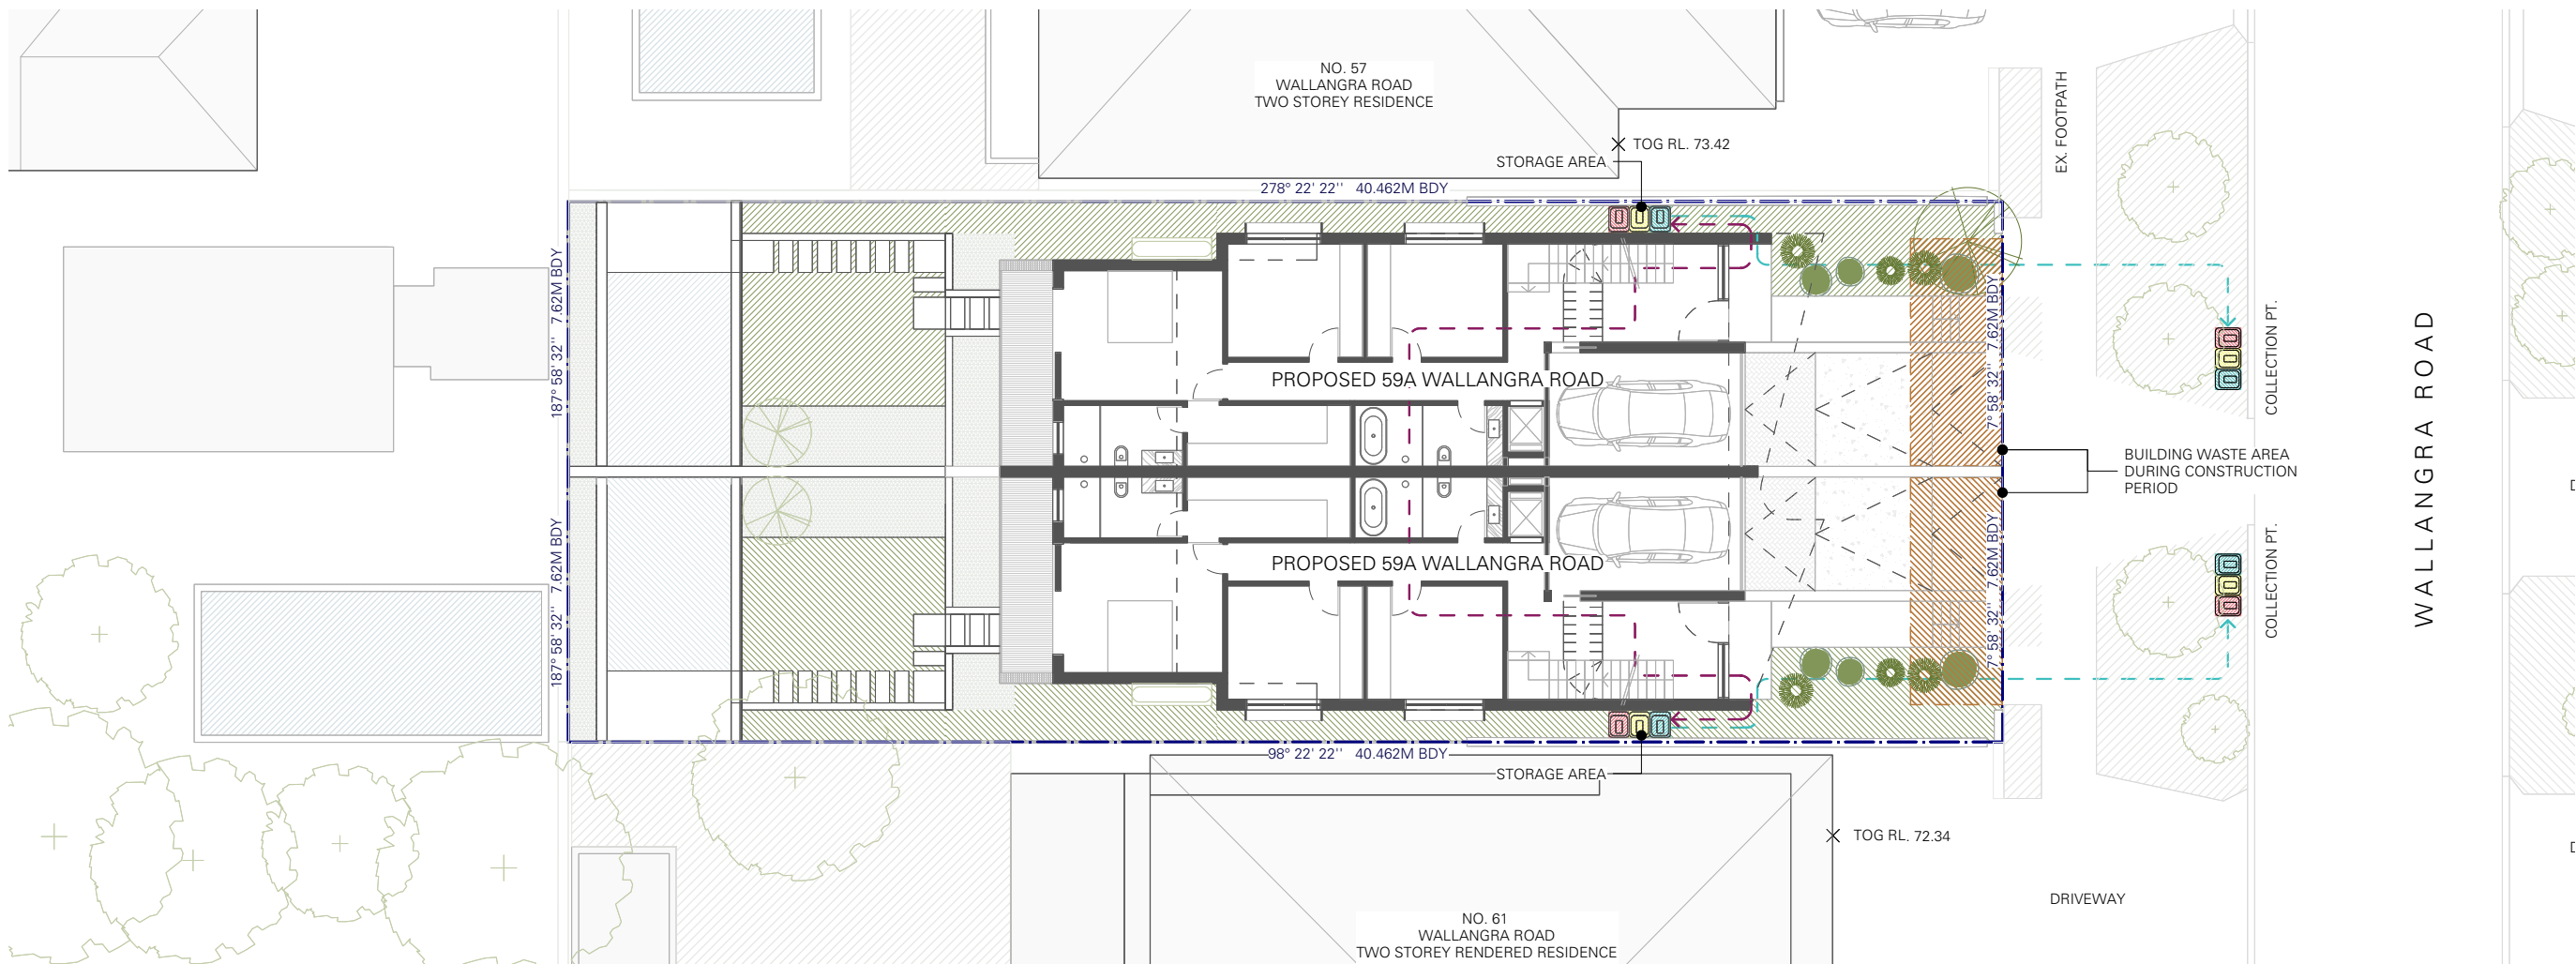 NO. 57
WALLANGRA ROAD
TWO STOREY RESIDENCE
TOG RL. 73.42
STORAGE AREA
EX. FOOTPATH
278° 22' 22'' 40.462M BDY
187° 58' 32'' 7.62M BDY
7° 58' 32'' 7.62M BDY
COLLECTION PT.
WALLANGRA ROAD
PROPOSED 59A WALLANGRA ROAD
BUILDING WASTE AREA
DURING CONSTRUCTION
PERIOD
PROPOSED 59A WALLANGRA ROAD
187° 58' 32'' 7.62M BDY
7° 58' 32'' 7.62M BDY
COLLECTION PT.
98° 22' 22'' 40.462M BDY
STORAGE AREA
TOG RL. 72.34
DRIVEWAY
NO. 61
WALLANGRA ROAD
TWO STOREY RENDERED RESIDENCE